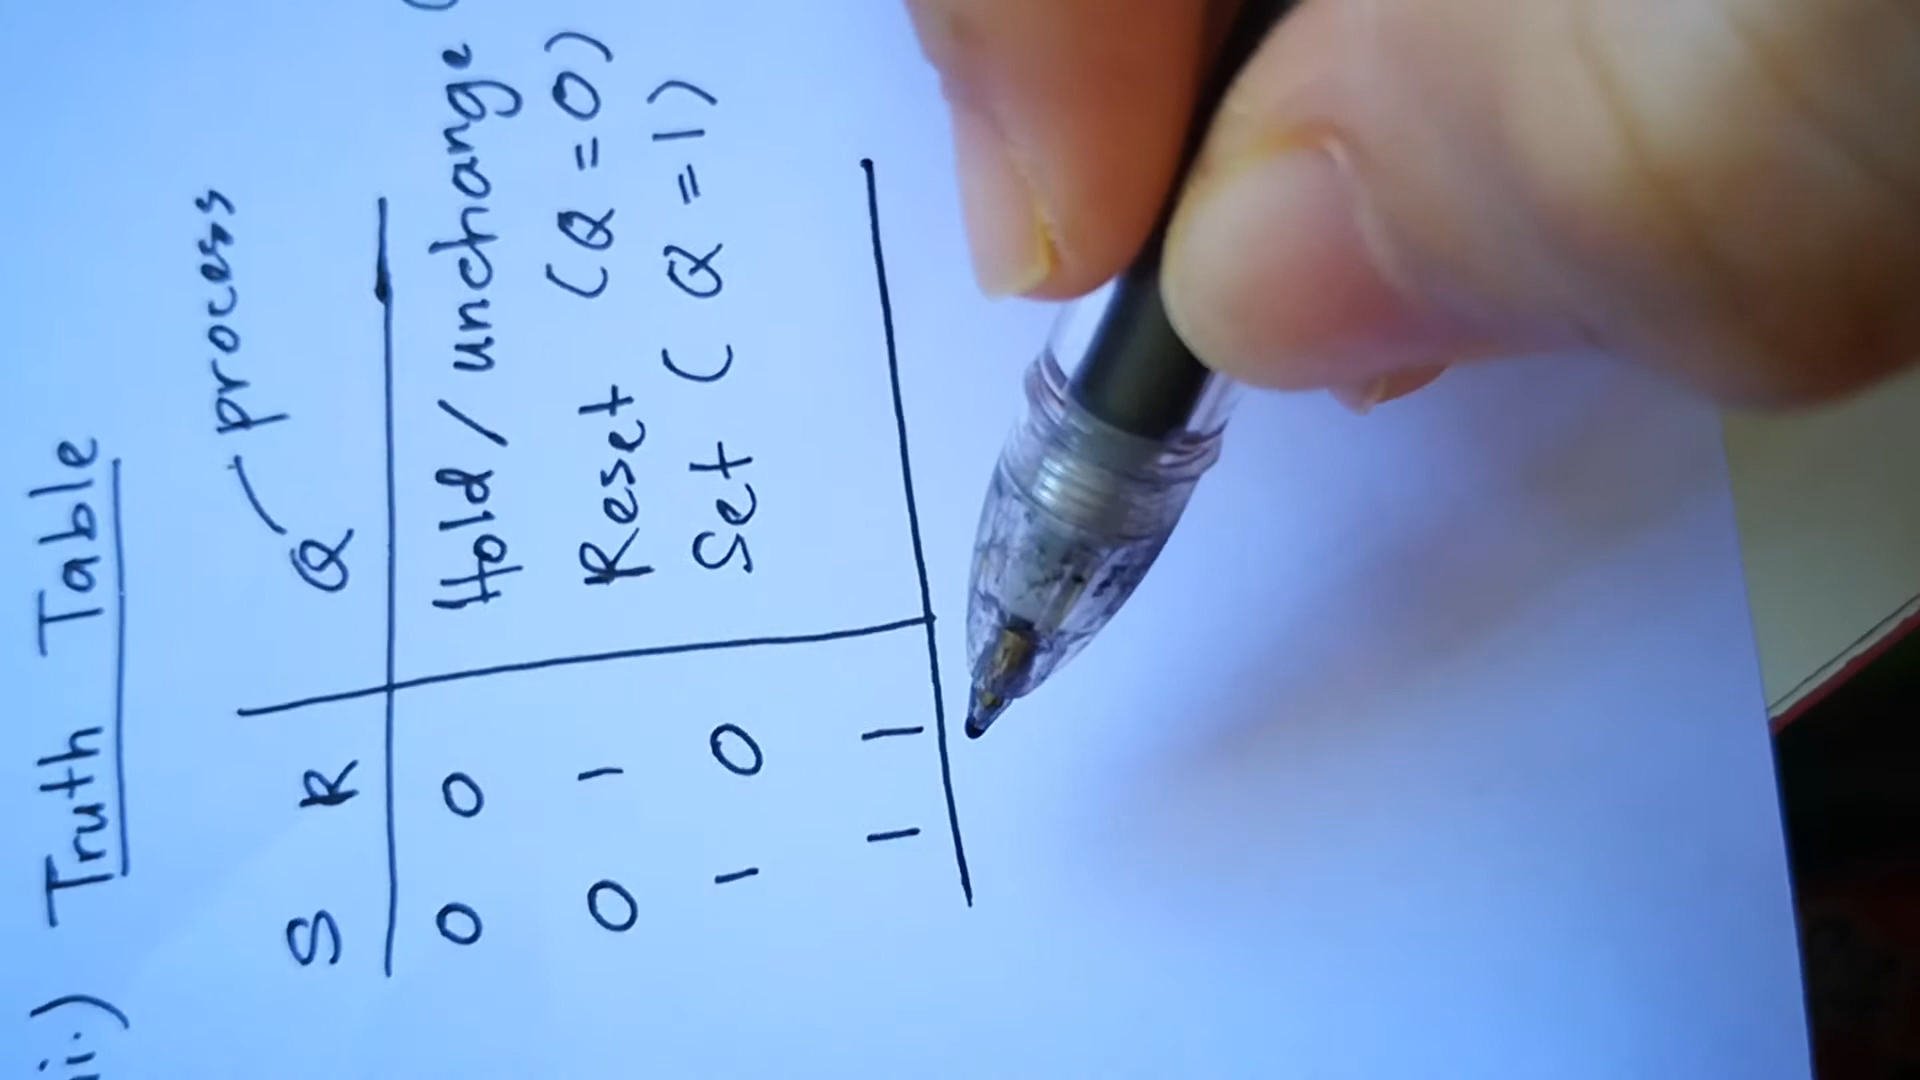 ii.) Truth Table
process
S R Q
0 0 Hold / unchange (
0 1 Reset (Q = 0)
1 0 Set ( Q = 1)
1 1